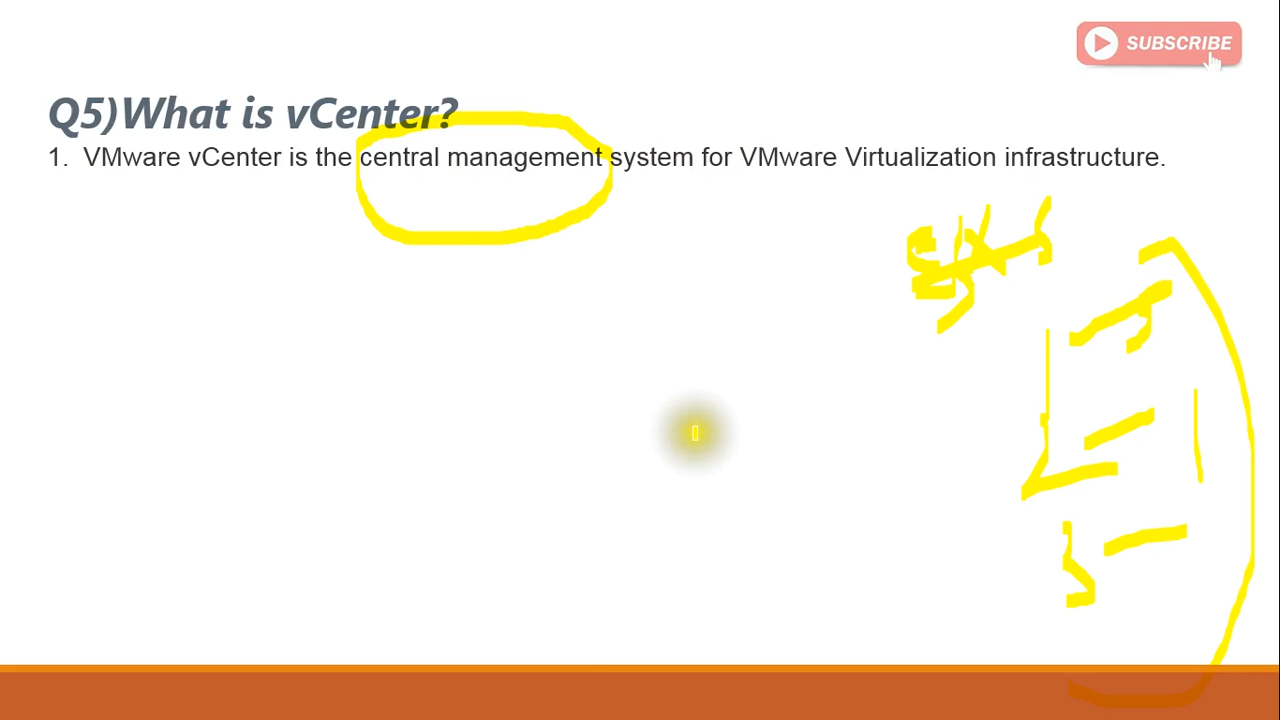 SUBSCRIBE
Q5)What is vCenter?
1. VMware vCenter is the central management system for VMware Virtualization infrastructure.